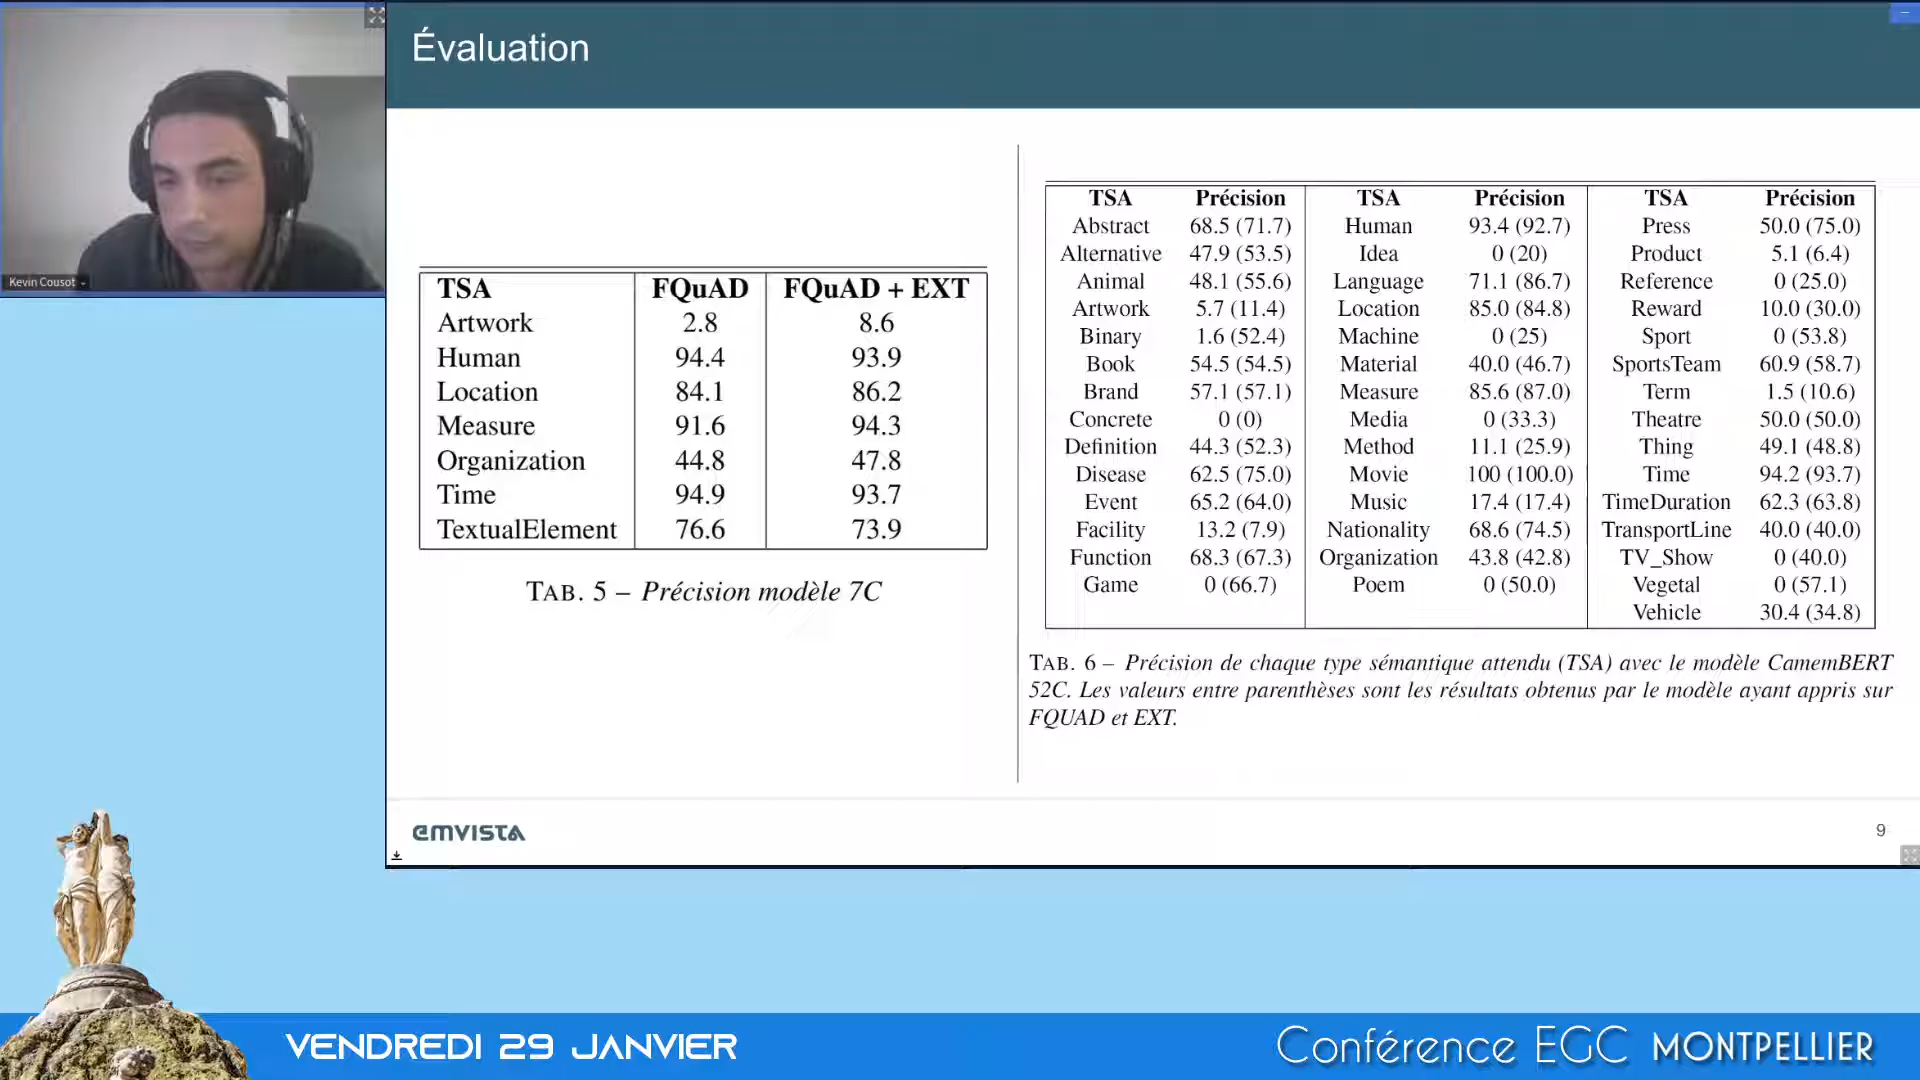 Évaluation
Kevin Cousot
TSA FQuAD FQuAD + EXT
Artwork 2.8 8.6
Human 94.4 93.9
Location 84.1 86.2
Measure 91.6 94.3
Organization 44.8 47.8
Time 94.9 93.7
TextualElement 76.6 73.9
TAB. 5 – Précision modèle 7C
TSA Précision TSA Précision TSA Précision
Abstract 68.5 (71.7) Human 93.4 (92.7) Press 50.0 (75.0)
Alternative 47.9 (53.5) Idea 0 (20) Product 5.1 (6.4)
Animal 48.1 (55.6) Language 71.1 (86.7) Reference 0 (25.0)
Artwork 5.7 (11.4) Location 85.0 (84.8) Reward 10.0 (30.0)
Binary 1.6 (52.4) Machine 0 (25) Sport 0 (53.8)
Book 54.5 (54.5) Material 40.0 (46.7) SportsTeam 60.9 (58.7)
Brand 57.1 (57.1) Measure 85.6 (87.0) Term 1.5 (10.6)
Concrete 0 (0) Media 0 (33.3) Theatre 50.0 (50.0)
Definition 44.3 (52.3) Method 11.1 (25.9) Thing 49.1 (48.8)
Disease 62.5 (75.0) Movie 100 (100.0) Time 94.2 (93.7)
Event 65.2 (64.0) Music 17.4 (17.4) TimeDuration 62.3 (63.8)
Facility 13.2 (7.9) Nationality 68.6 (74.5) TransportLine 40.0 (40.0)
Function 68.3 (67.3) Organization 43.8 (42.8) TV_Show 0 (40.0)
Game 0 (66.7) Poem 0 (50.0) Vegetal 0 (57.1)
Vehicle 30.4 (34.8)
TAB. 6 – Précision de chaque type sémantique attendu (TSA) avec le modèle CamemBERT
52C. Les valeurs entre parenthèses sont les résultats obtenus par le modèle ayant appris sur
FQUAD et EXT.
emvista
9
VENDREDI 29 JANVIER
Conférence EGC MONTPELLIER